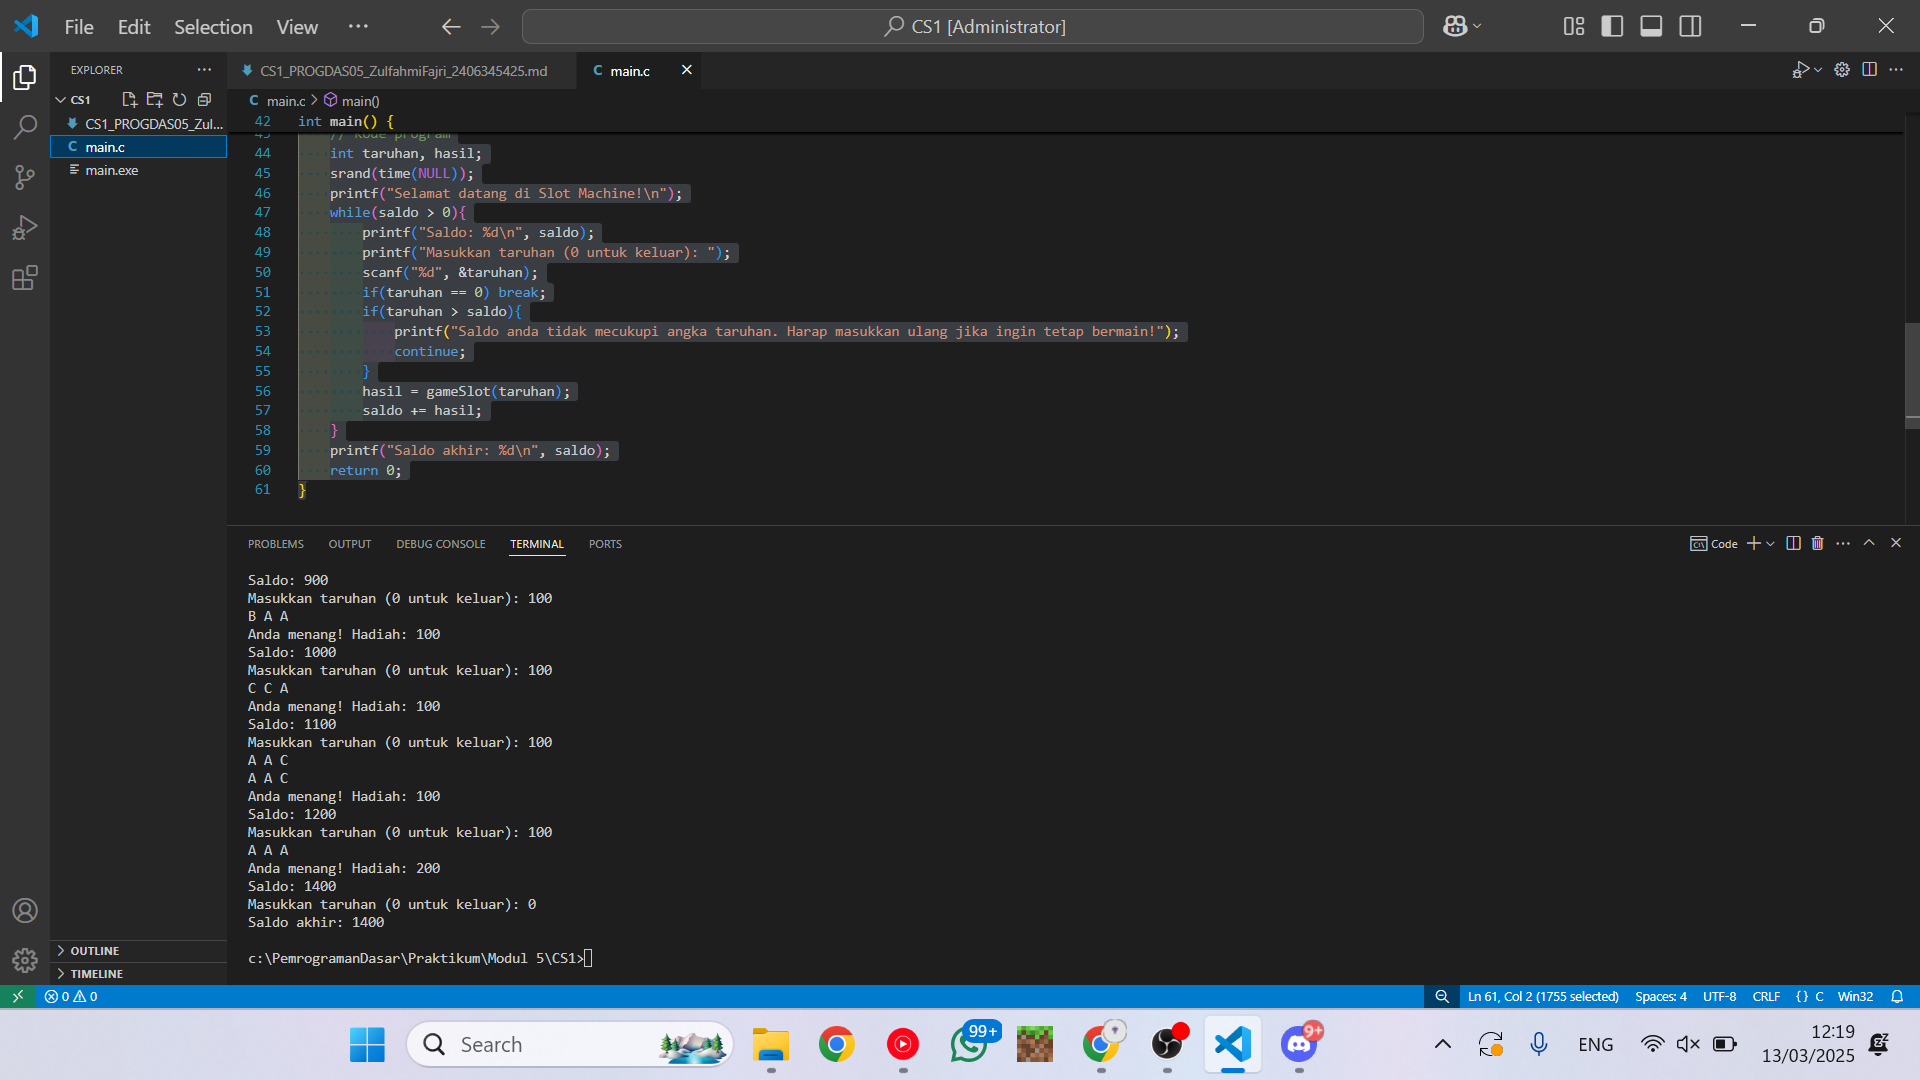 File Edit Selection View ···
CS1 [Administrator]
EXPLORER
CS1_PROGDAS05_ZulfahmiFajri_2406345425.md
main.c
CS1
CS1_PROGDAS05_Zul...
main.c
main.exe
OUTLINE
TIMELINE
main.c > main()
42 int main() {
43 // Kode program
44 int taruhan, hasil;
45 srand(time(NULL));
46 printf("Selamat datang di Slot Machine!\n");
47 while(saldo > 0){
48 printf("Saldo: %d\n", saldo);
49 printf("Masukkan taruhan (0 untuk keluar): ");
50 scanf("%d", &taruhan);
51 if(taruhan == 0) break;
52 if(taruhan > saldo){
53 printf("Saldo anda tidak mecukupi angka taruhan. Harap masukkan ulang jika ingin tetap bermain!");
54 continue;
55 }
56 hasil = gameSlot(taruhan);
57 saldo += hasil;
58 }
59 printf("Saldo akhir: %d\n", saldo);
60 return 0;
61 }
PROBLEMS OUTPUT DEBUG CONSOLE TERMINAL PORTS
Code
Saldo: 900
Masukkan taruhan (0 untuk keluar): 100
B A A
Anda menang! Hadiah: 100
Saldo: 1000
Masukkan taruhan (0 untuk keluar): 100
C C A
Anda menang! Hadiah: 100
Saldo: 1100
Masukkan taruhan (0 untuk keluar): 100
A A C
A A C
Anda menang! Hadiah: 100
Saldo: 1200
Masukkan taruhan (0 untuk keluar): 100
A A A
Anda menang! Hadiah: 200
Saldo: 1400
Masukkan taruhan (0 untuk keluar): 0
Saldo akhir: 1400
c:\PemrogramanDasar\Praktikum\Modul 5\CS1>
0 0
Ln 61, Col 2 (1755 selected) Spaces: 4 UTF-8 CRLF {} C Win32
Search
99+
9+
ENG
12:19
13/03/2025